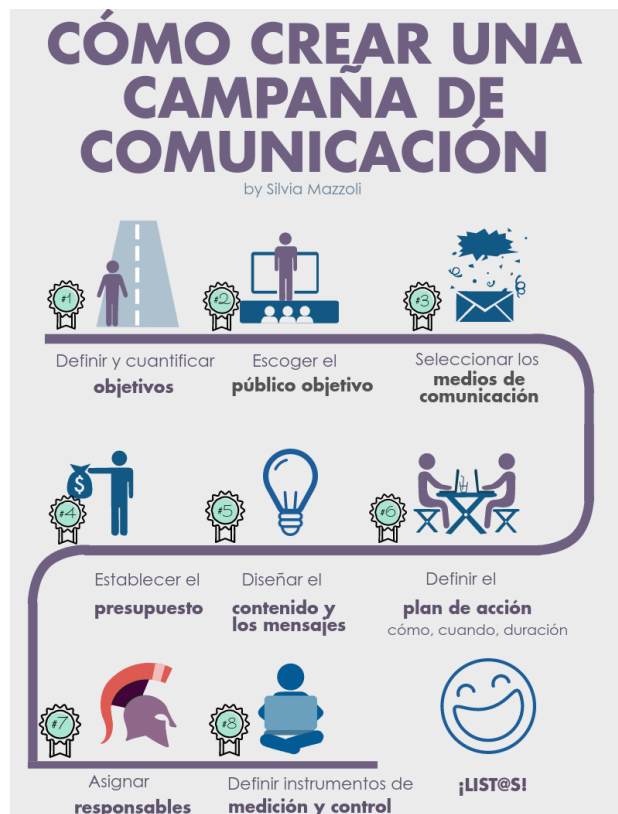 CÓMO CREAR UNA
CAMPAÑA DE
COMUNICACIÓN
by Silvia Mazzoli
#1
Definir y cuantificar
objetivos
#2
Escoger el
público objetivo
#3
Seleccionar los
medios de
comunicación
$
#4
Establecer el
presupuesto
#5
Diseñar el
contenido y
los mensajes
#6
Definir el
plan de acción
cómo, cuando, duración
#7
Asignar
responsables
#8
Definir instrumentos de
medición y control
¡LIST@S!